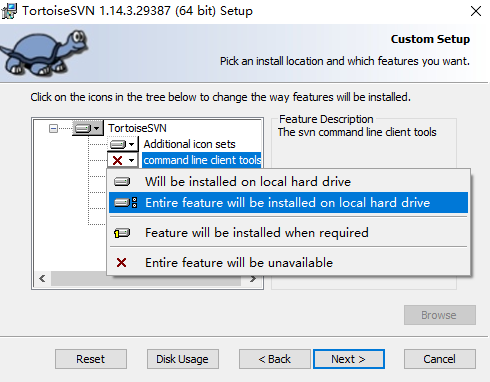 TortoiseSVN 1.14.3.29387 (64 bit) Setup
Custom Setup
Pick an install location and which features you want.
Click on the icons in the tree below to change the way features will be installed.
TortoiseSVN
Additional icon sets
command line client tools
Feature Description
The svn command line client tools
Will be installed on local hard drive
Entire feature will be installed on local hard drive
Feature will be installed when required
Entire feature will be unavailable
Browse
Reset
Disk Usage
< Back
Next >
Cancel